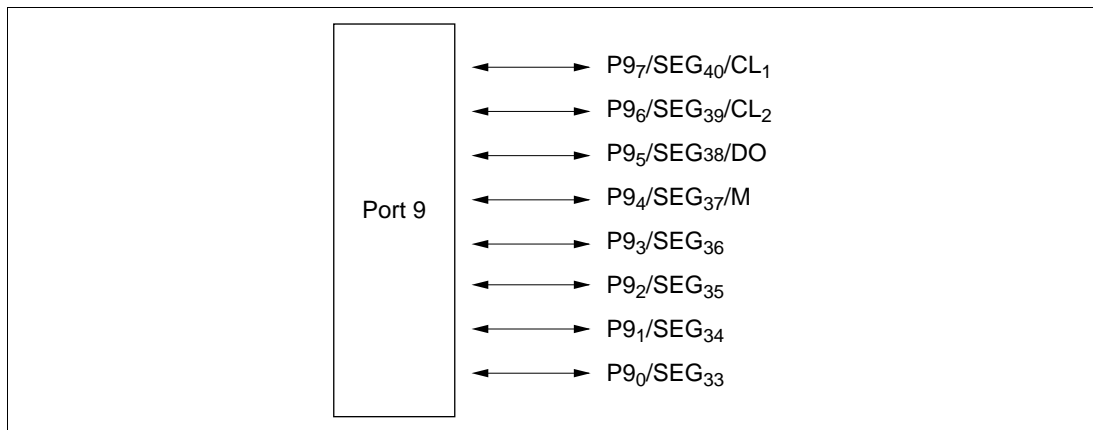 P9₇/SEG₄₀/CL₁
P9₆/SEG₃₉/CL₂
P9₅/SEG38/DO
P9₄/SEG₃₇/M
Port 9
P9₃/SEG₃₆
P9₂/SEG₃₅
P9₁/SEG₃₄
P9₀/SEG₃₃